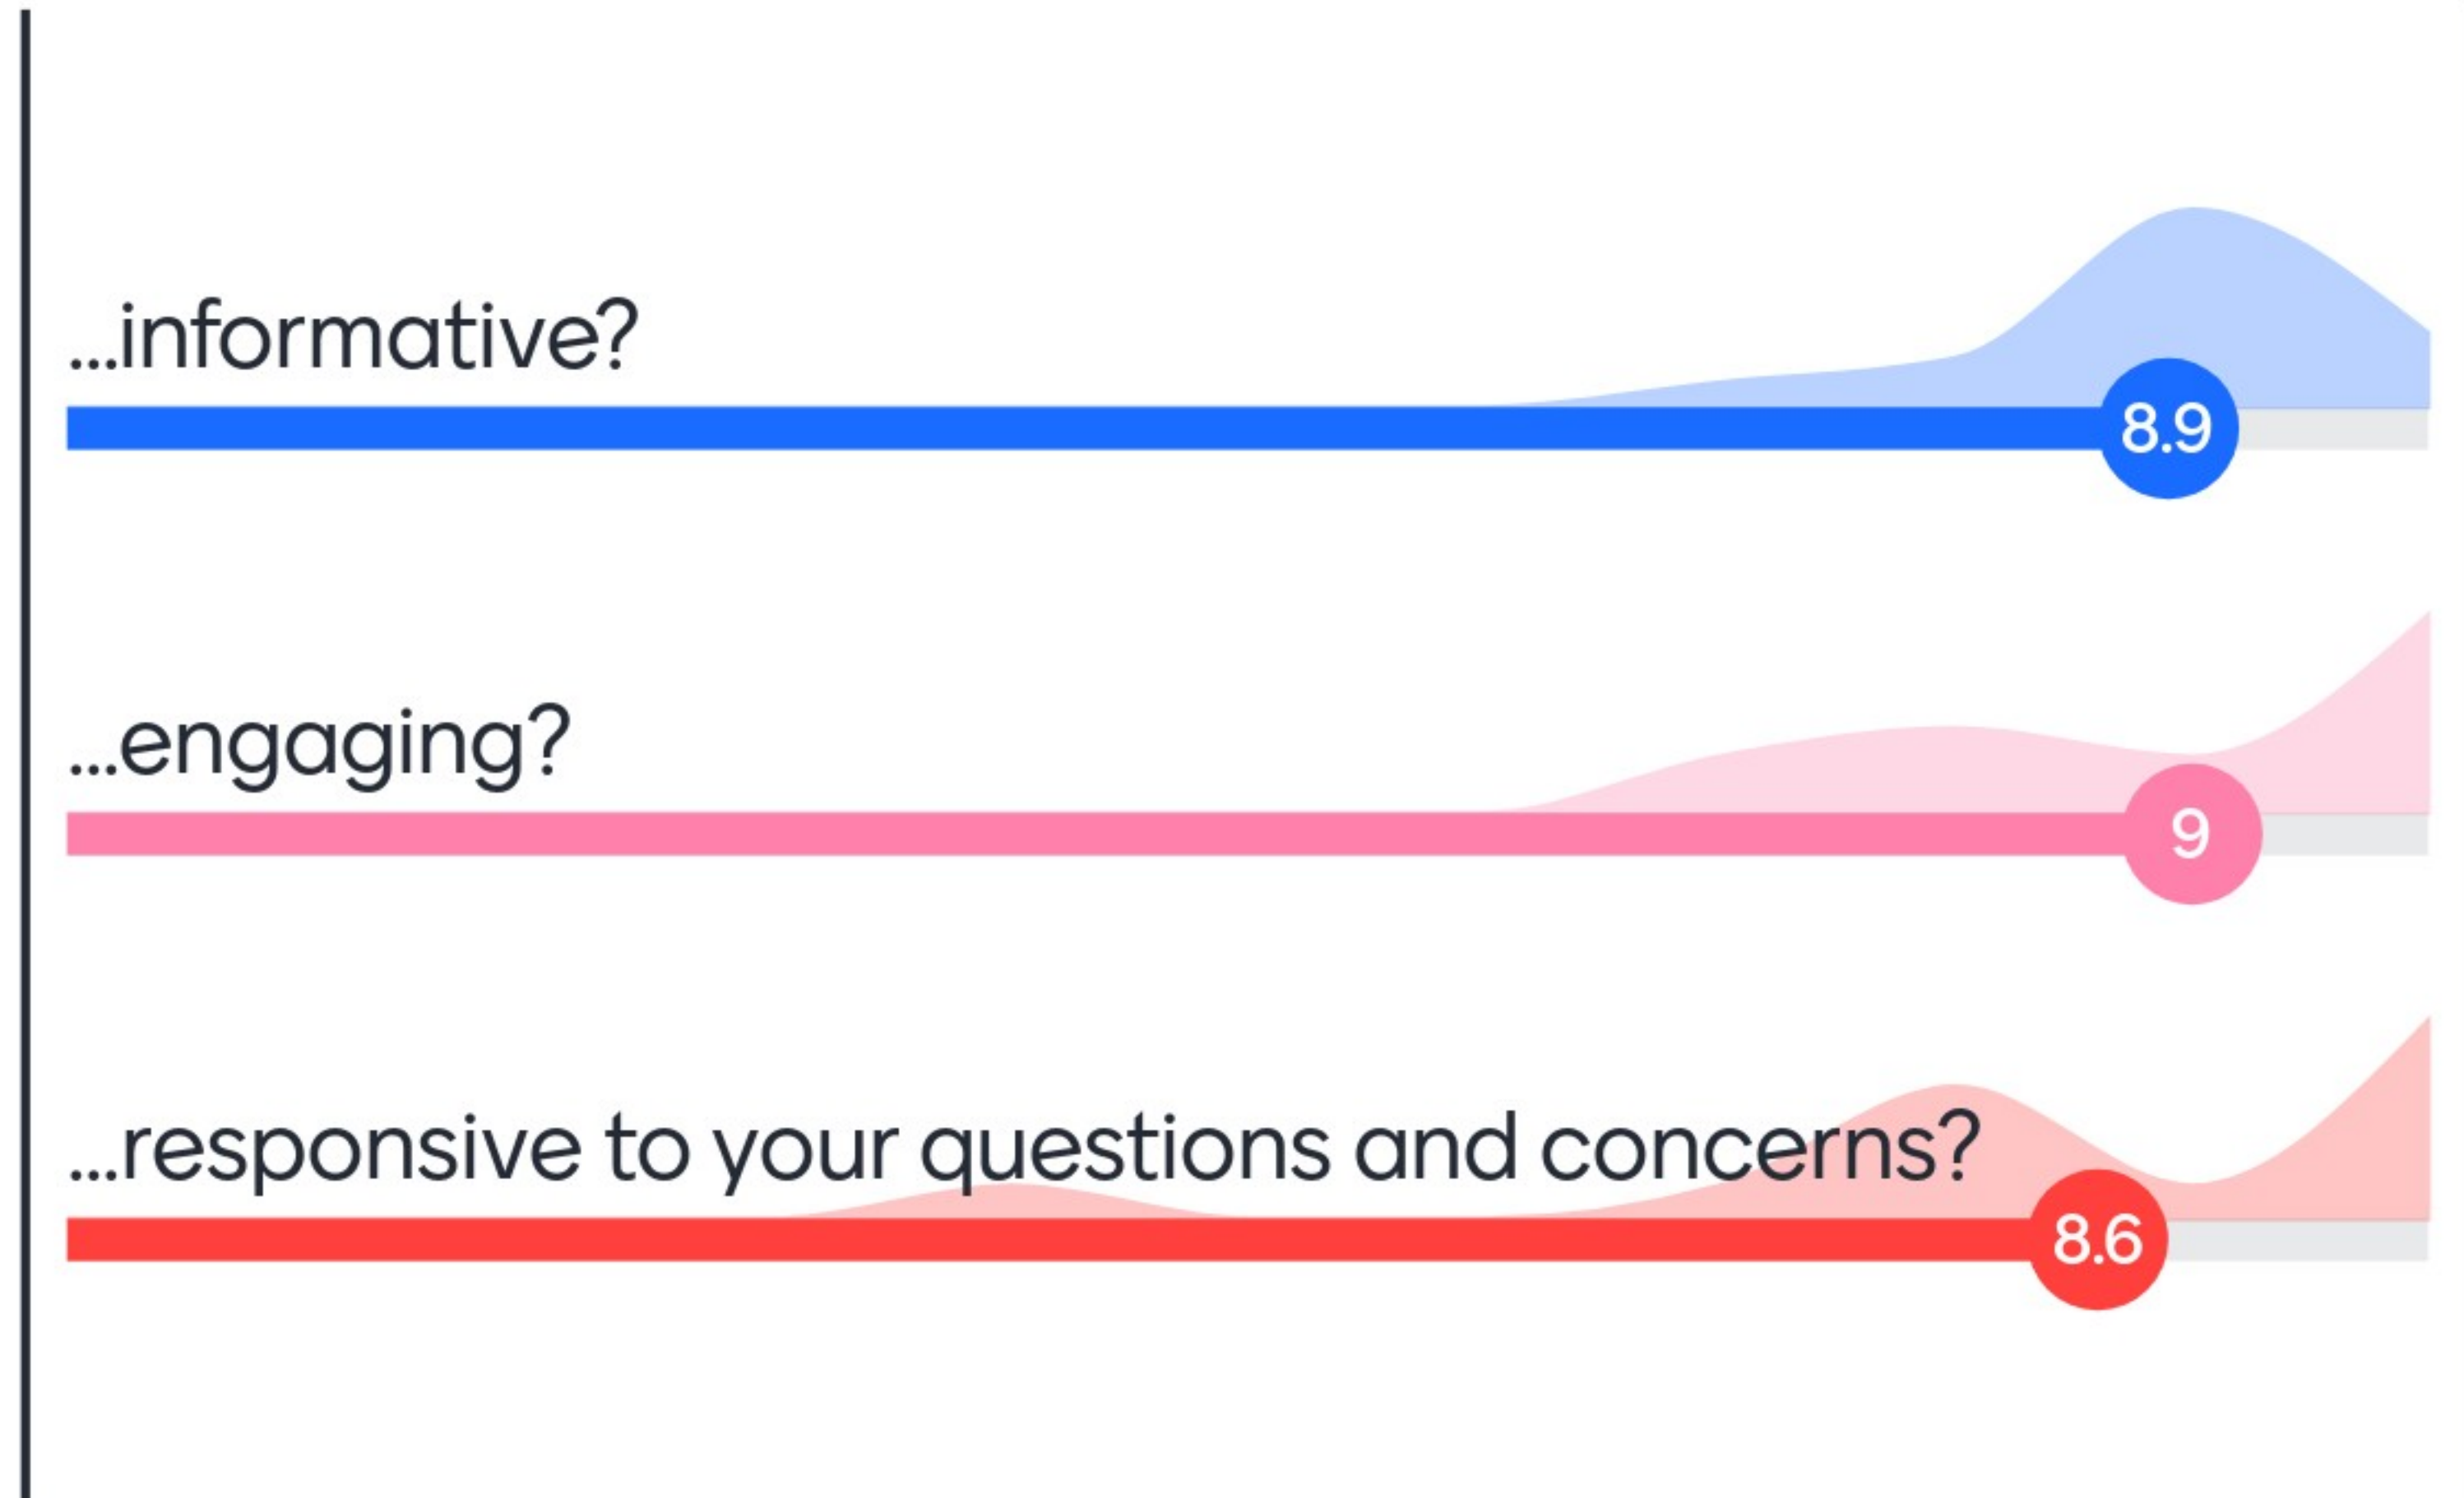 ...informative?
8.9
...engaging?
9
...responsive to your questions and concerns?
8.6